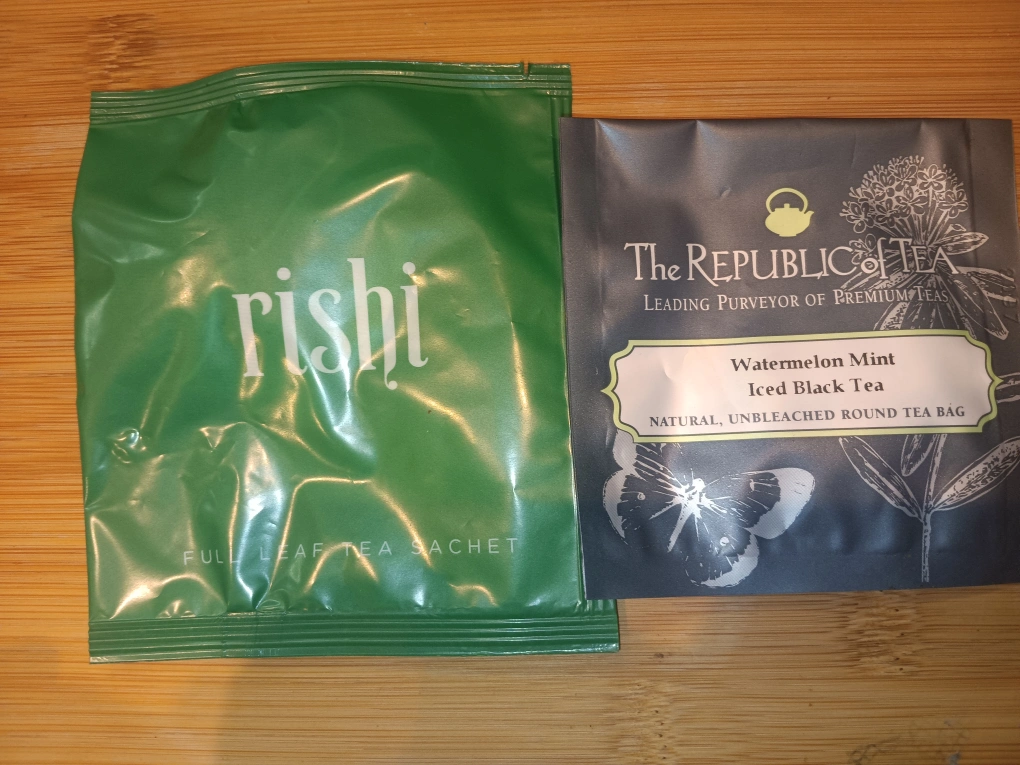 rishi
FULL LEAF TEA SACHET
The REPUBLIC of TEA
LEADING PURVEYOR OF PREMIUM TEAS
Watermelon Mint
Iced Black Tea
NATURAL, UNBLEACHED ROUND TEA BAG